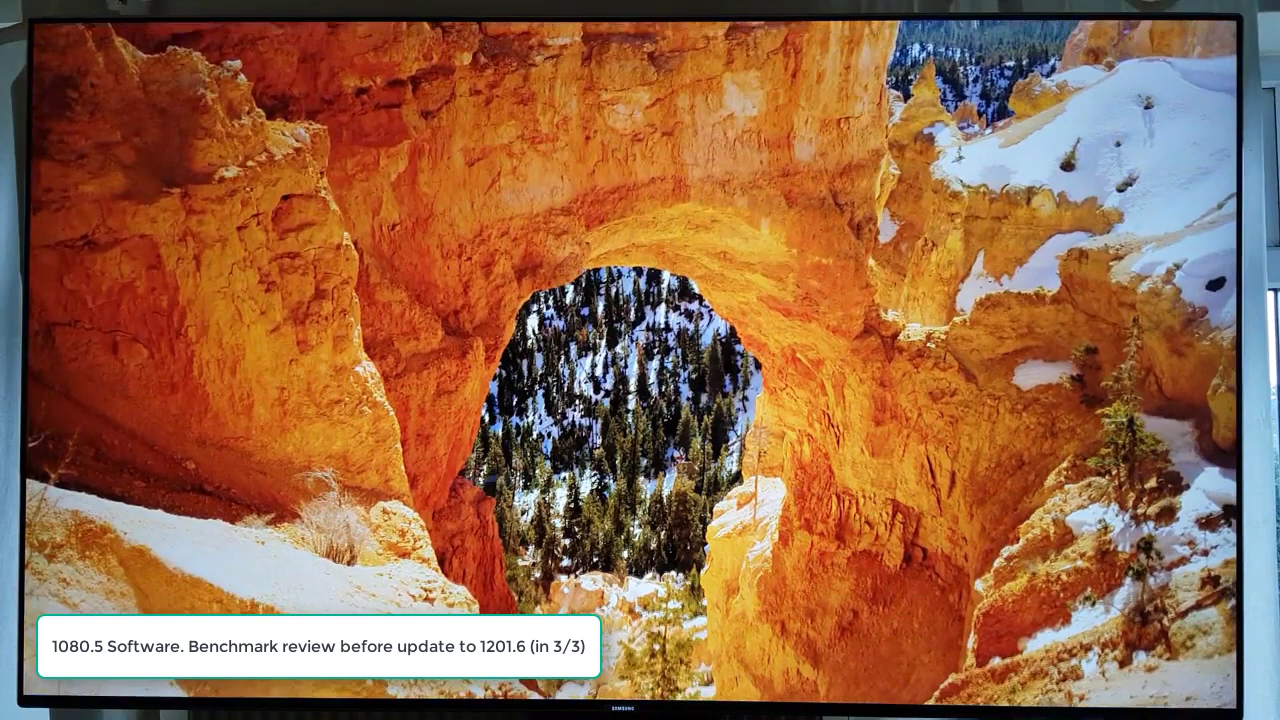 1080.5 Software. Benchmark review before update to 1201.6 (in 3/3)
SAMSUNG